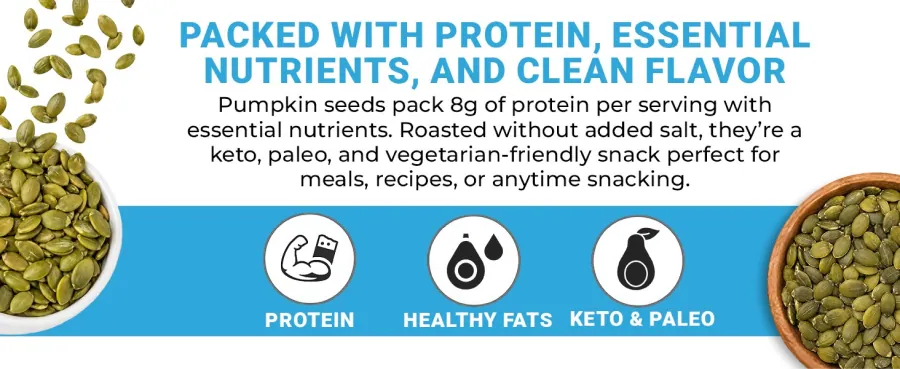 PACKED WITH PROTEIN, ESSENTIAL
NUTRIENTS, AND CLEAN FLAVOR
Pumpkin seeds pack 8g of protein per serving with
essential nutrients. Roasted without added salt, they’re a
keto, paleo, and vegetarian-friendly snack perfect for
meals, recipes, or anytime snacking.
PROTEIN
HEALTHY FATS
KETO & PALEO